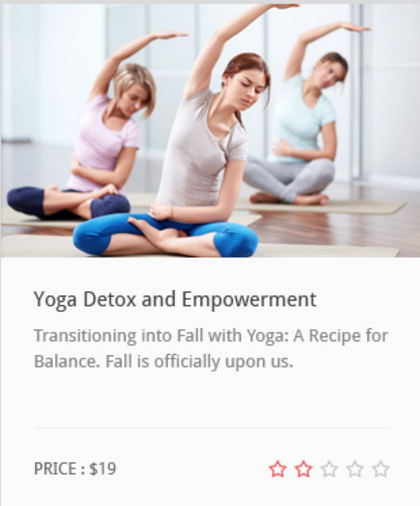 Yoga Detox and Empowerment
Transitioning into Fall with Yoga: A Recipe for
Balance. Fall is officially upon us.
PRICE : $19